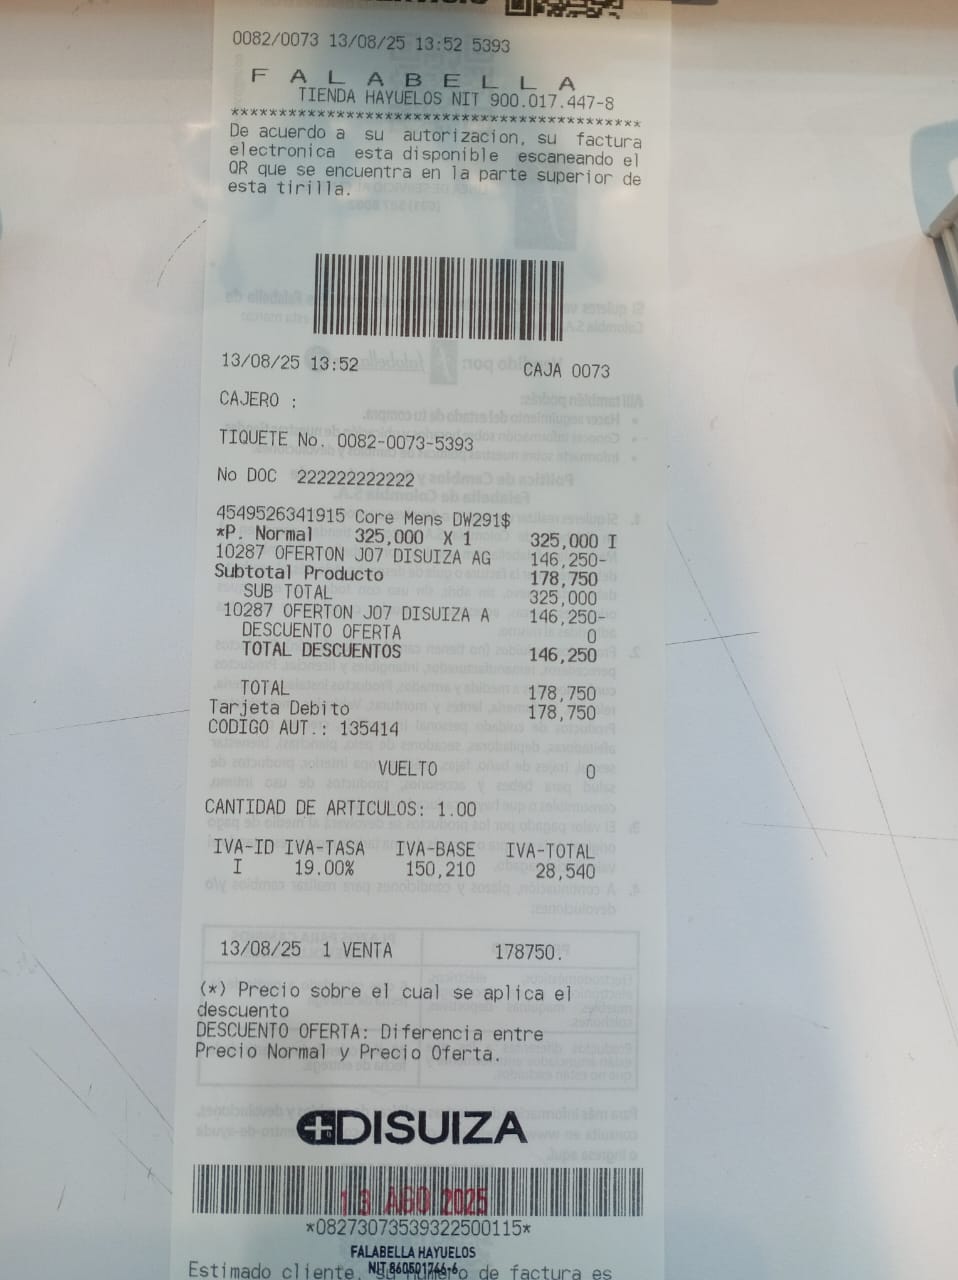 0082/0073 13/08/25 13:52 5393
F A L A B E L L A
TIENDA HAYUELOS NIT 900.017.447-8
*******************************************
De acuerdo a su autorizacion, su factura
electronica esta disponible escaneando el
QR que se encuentra en la parte superior de
esta tirilla.
13/08/25 13:52 CAJA 0073
CAJERO :
TIQUETE No. 0082-0073-5393
No DOC 222222222222
4549526341915 Core Mens DW291$
*P. Normal 325,000 X 1 325,000 I
10287 OFERTON J07 DISUIZA AG 146,250-
Subtotal Producto 178,750
SUB TOTAL 325,000
10287 OFERTON J07 DISUIZA A 146,250-
DESCUENTO OFERTA 0
TOTAL DESCUENTOS 146,250
TOTAL 178,750
Tarjeta Debito 178,750
CODIGO AUT.: 135414
VUELTO 0
CANTIDAD DE ARTICULOS: 1.00
IVA-ID IVA-TASA IVA-BASE IVA-TOTAL
I 19.00% 150,210 28,540
13/08/25 1 VENTA 178750.
(*) Precio sobre el cual se aplica el
descuento
DESCUENTO OFERTA: Diferencia entre
Precio Normal y Precio Oferta.
DISUIZA
13 AGO 2025
*08273073539322500115*
FALABELLA HAYUELOS
NIT 860501766-6
Estimado cliente, su numero de factura es